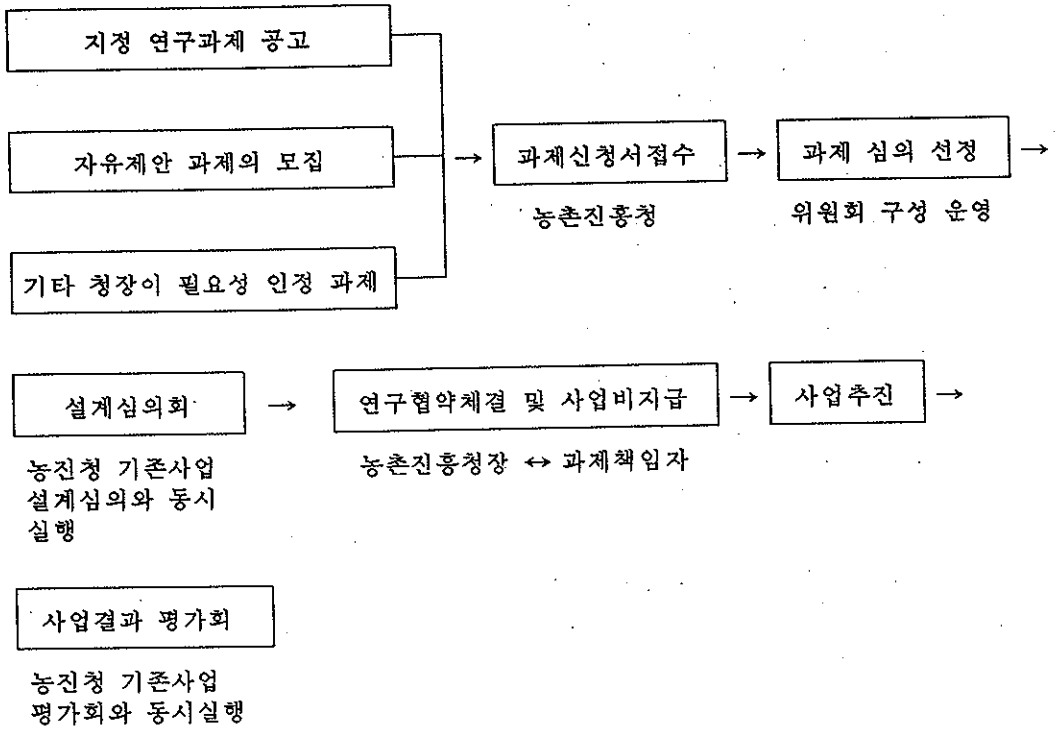 지정 연구과제 공고
자유제안 과제의 모집
기타 청장이 필요성 인정 과제
→ 과제신청서접수 → 과제 심의 선정 →
농촌진흥청
위원회 구성 운영
설계심의회 → 연구협약체결 및 사업비지급 → 사업추진 →
농진청 기존사업
설계심의와 동시
실행
농촌진흥청장 ↔ 과제책임자
사업결과 평가회
농진청 기존사업
평가회와 동시실행